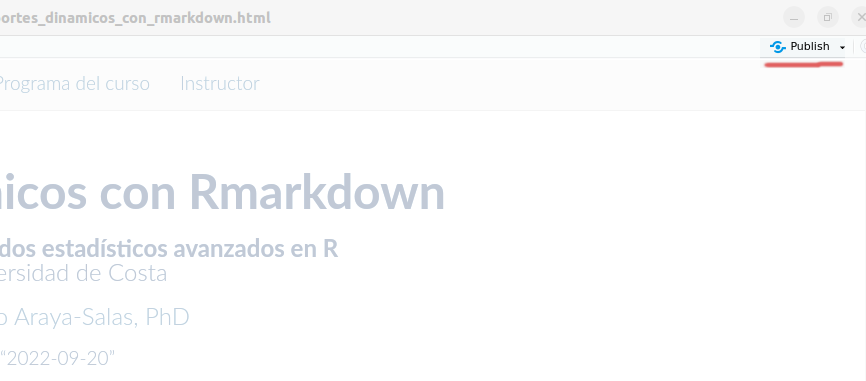 ortes_dinamicos_con_rmarkdown.html
Publish
Programa del curso Instructor
icos con Rmarkdown
dos estadísticos avanzados en R
ersidad de Costa
o Araya-Salas, PhD
“2022-09-20”